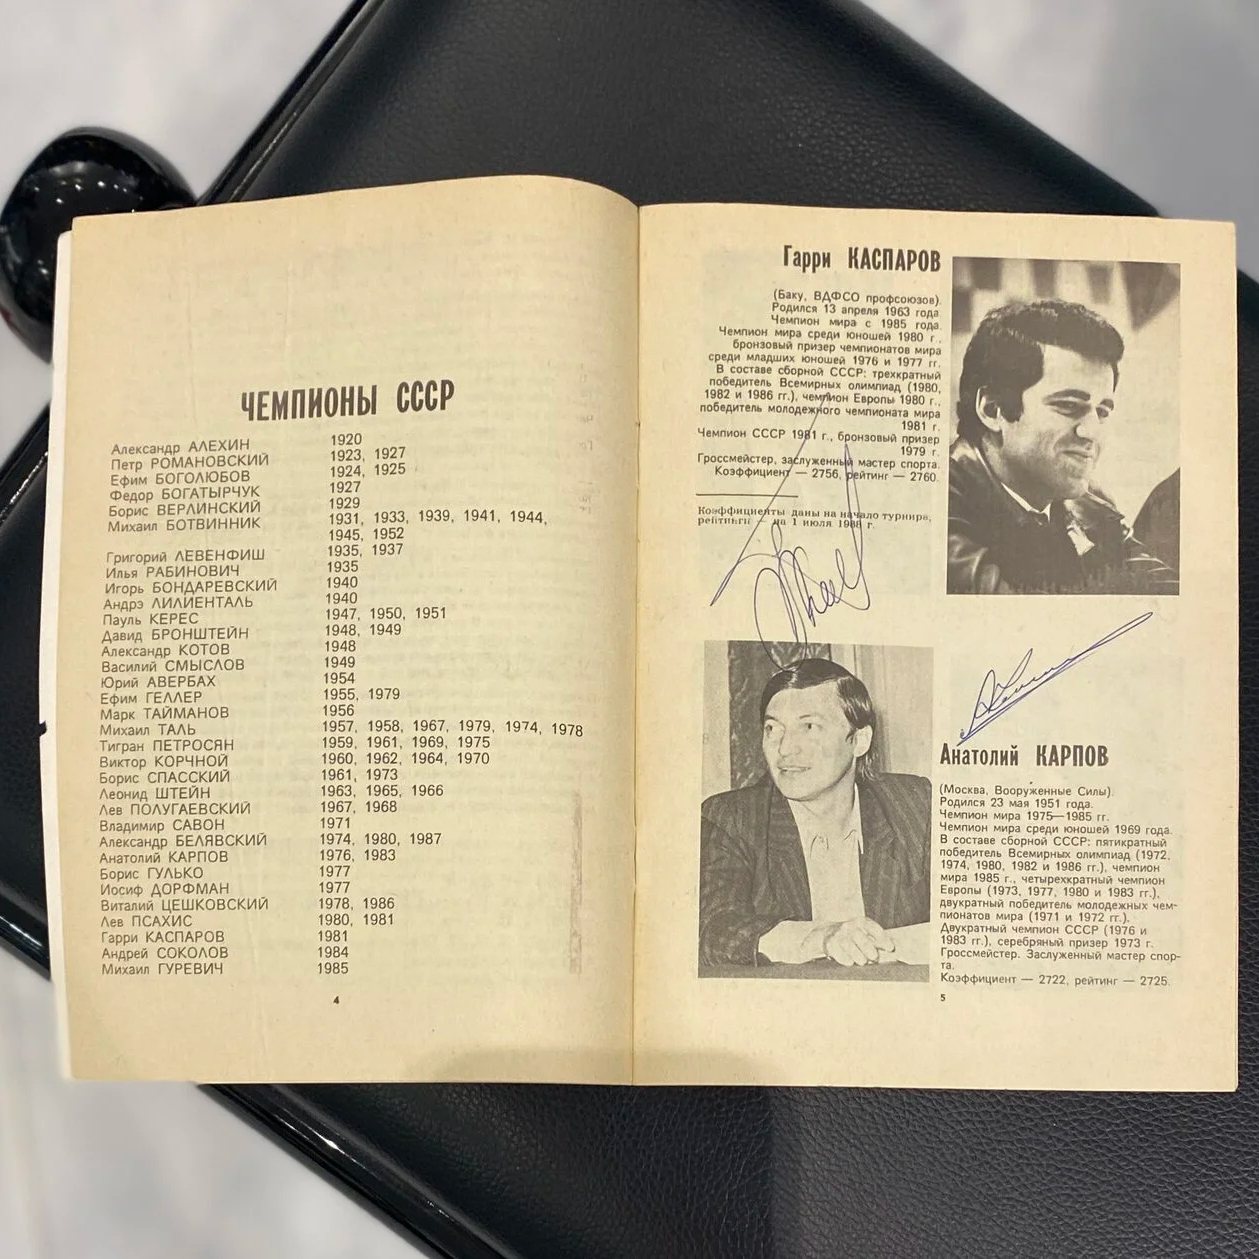 ЧЕМПИОНЫ СССР
Александр АЛЕХИН 1920
Петр РОМАНОВСКИЙ 1923, 1927
Ефим БОГОЛЮБОВ 1924, 1925
Федор БОГАТЫРЧУК 1927
Борис ВЕРЛИНСКИЙ 1929
Михаил БОТВИННИК 1931, 1933, 1939, 1941, 1944,
1945, 1952
Григорий ЛЕВЕНФИШ 1935, 1937
Илья РАБИНОВИЧ 1935
Игорь БОНДАРЕВСКИЙ 1940
Андрэ ЛИЛИЕНТАЛЬ 1940
Пауль КЕРЕС 1947, 1950, 1951
Давид БРОНШТЕЙН 1948, 1949
Александр КОТОВ 1948
Василий СМЫСЛОВ 1949
Юрий АВЕРБАХ 1954
Ефим ГЕЛЛЕР 1955, 1979
Марк ТАЙМАНОВ 1956
Михаил ТАЛЬ 1957, 1958, 1967, 1979, 1974, 1978
Тигран ПЕТРОСЯН 1959, 1961, 1969, 1975
Виктор КОРЧНОЙ 1960, 1962, 1964, 1970
Борис СПАССКИЙ 1961, 1973
Леонид ШТЕЙН 1963, 1965, 1966
Лев ПОЛУГАЕВСКИЙ 1967, 1968
Владимир САВОН 1971
Александр БЕЛЯВСКИЙ 1974, 1980, 1987
Анатолий КАРПОВ 1976, 1983
Борис ГУЛЬКО 1977
Иосиф ДОРФМАН 1977
Виталий ЦЕШКОВСКИЙ 1978, 1986
Лев ПСАХИС 1980, 1981
Гарри КАСПАРОВ 1981
Андрей СОКОЛОВ 1984
Михаил ГУРЕВИЧ 1985
4
Гарри КАСПАРОВ
(Баку, ВДФСО профсоюзов).
Родился 13 апреля 1963 года.
Чемпион мира с 1985 года.
Чемпион мира среди юношей 1980 г.,
бронзовый призер чемпионатов мира
среди младших юношей 1976 и 1977 гг.
В составе сборной СССР: трехкратный
победитель Всемирных олимпиад (1980,
1982 и 1986 гг.), чемпион Европы 1980 г.,
победитель молодежного чемпионата мира
1981 г.
Чемпион СССР 1981 г., бронзовый призер
1979 г.
Гроссмейстер, заслуженный мастер спорта.
Коэффициент — 2756, рейтинг — 2760.
Коэффициенты даны на начало турнира,
рейтинги — на 1 июля 1988 г.
Анатолий КАРПОВ
(Москва, Вооруженные Силы).
Родился 23 мая 1951 года.
Чемпион мира 1975—1985 гг.
Чемпион мира среди юношей 1969 года.
В составе сборной СССР: пятикратный
победитель Всемирных олимпиад (1972,
1974, 1980, 1982 и 1986 гг.), чемпион
мира 1985 г., четырехкратный чемпион
Европы (1973, 1977, 1980 и 1983 гг.),
двукратный победитель молодежных чем-
пионатов мира (1971 и 1972 гг.).
Двукратный чемпион СССР (1976 и
1983 гг.), серебряный призер 1973 г.
Гроссмейстер. Заслуженный мастер спор-
та.
Коэффициент — 2722, рейтинг — 2725.
5